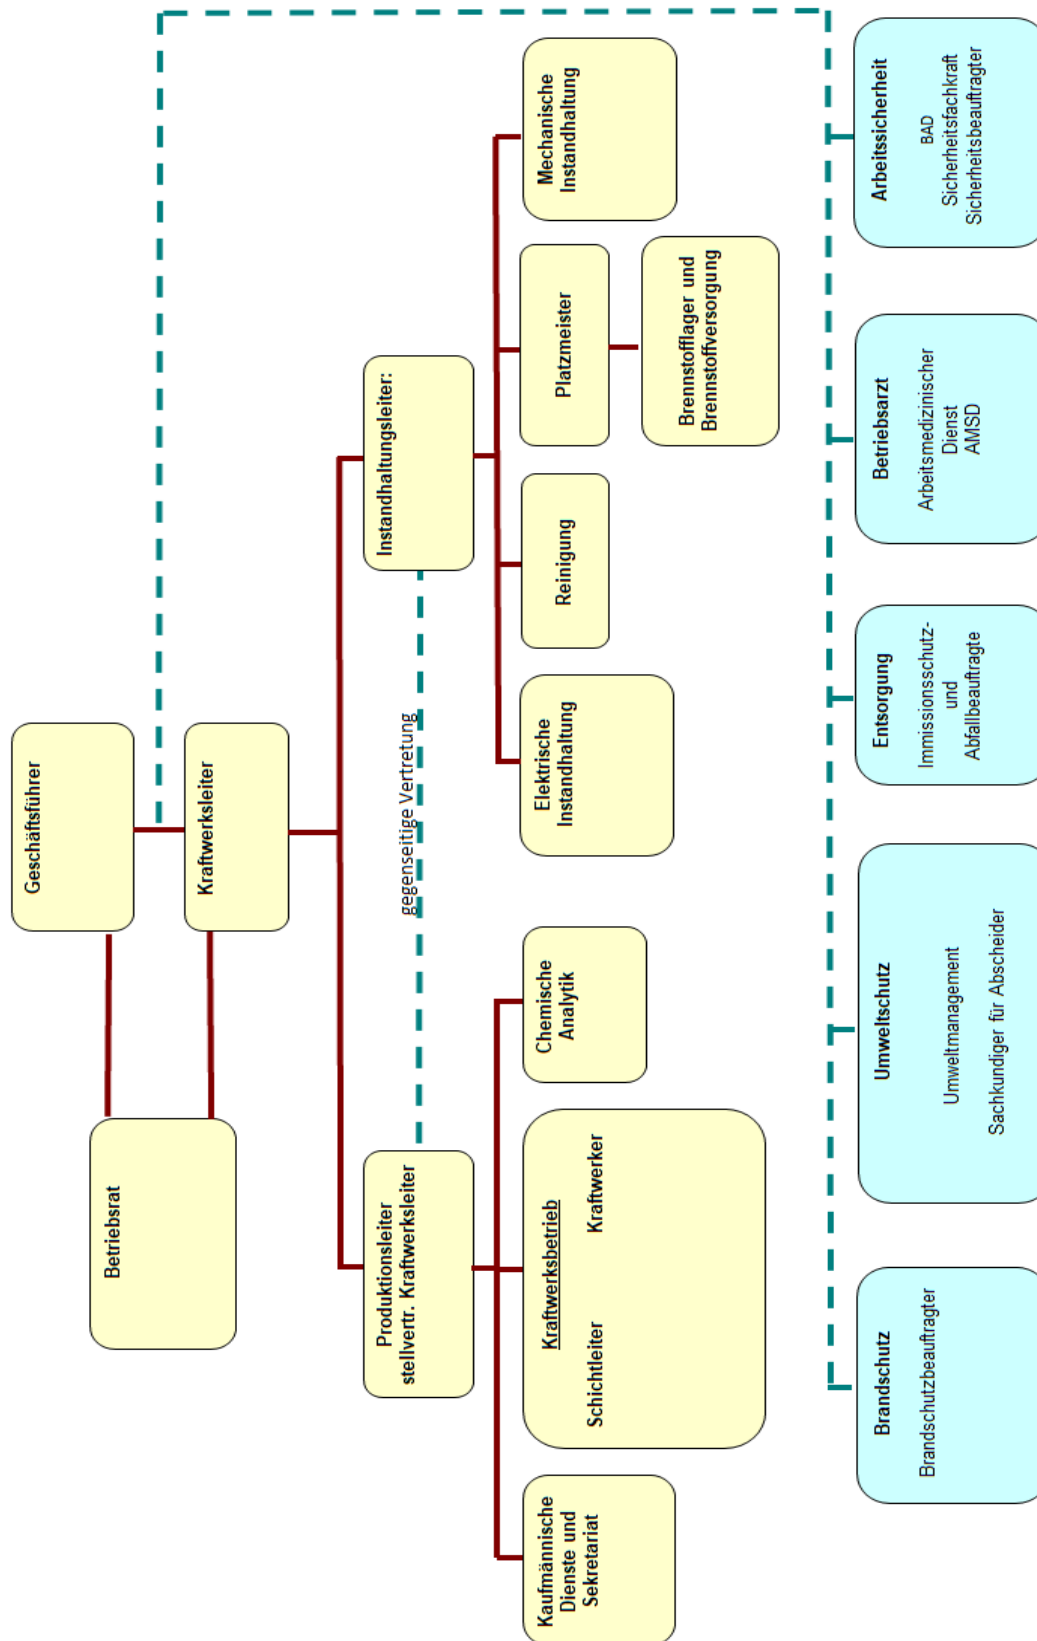 Geschäftsführer
Betriebsrat
Kraftwerksleiter
Produktionsleiter
stellvertr. Kraftwerksleiter
gegenseitige Vertretung
Instandhaltungsleiter:
Kaufmännische
Dienste und
Sekretariat
Kraftwerksbetrieb
Schichtleiter Kraftwerker
Chemische
Analytik
Elektrische
Instandhaltung
Reinigung
Platzmeister
Mechanische
Instandhaltung
Brennstofflager und
Brennstoffversorgung
Brandschutz
Brandschutzbeauftragter
Umweltschutz
Umweltmanagement
Sachkundiger für Abscheider
Entsorgung
Immissionsschutz-
und
Abfallbeauftragte
Betriebsarzt
Arbeitsmedizinischer
Dienst
AMSD
Arbeitssicherheit
BAD
Sicherheitsfachkraft
Sicherheitsbeauftragter